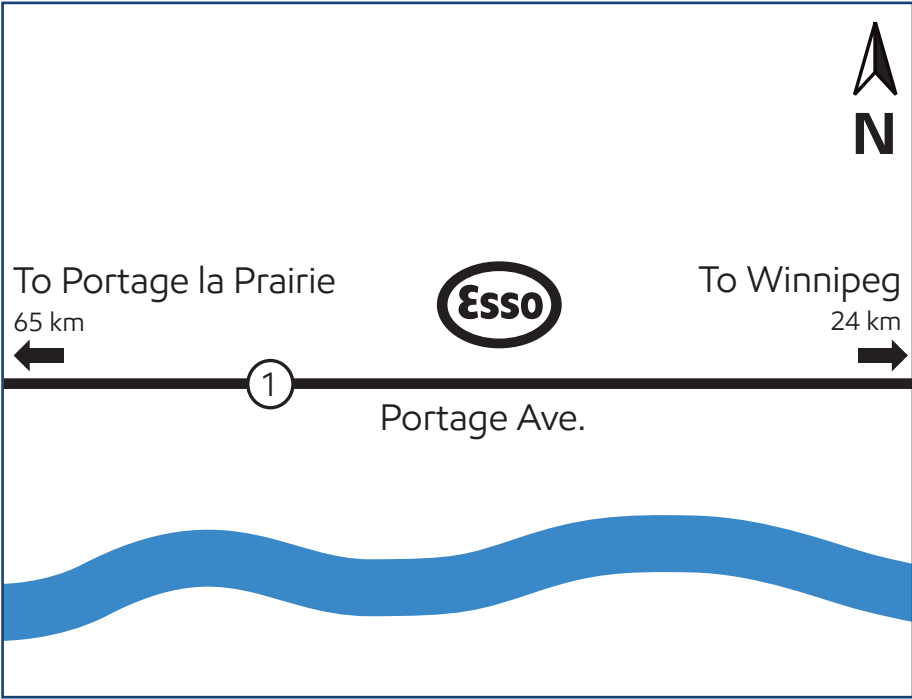 N
To Portage la Prairie
65 km
Esso
To Winnipeg
24 km
1
Portage Ave.